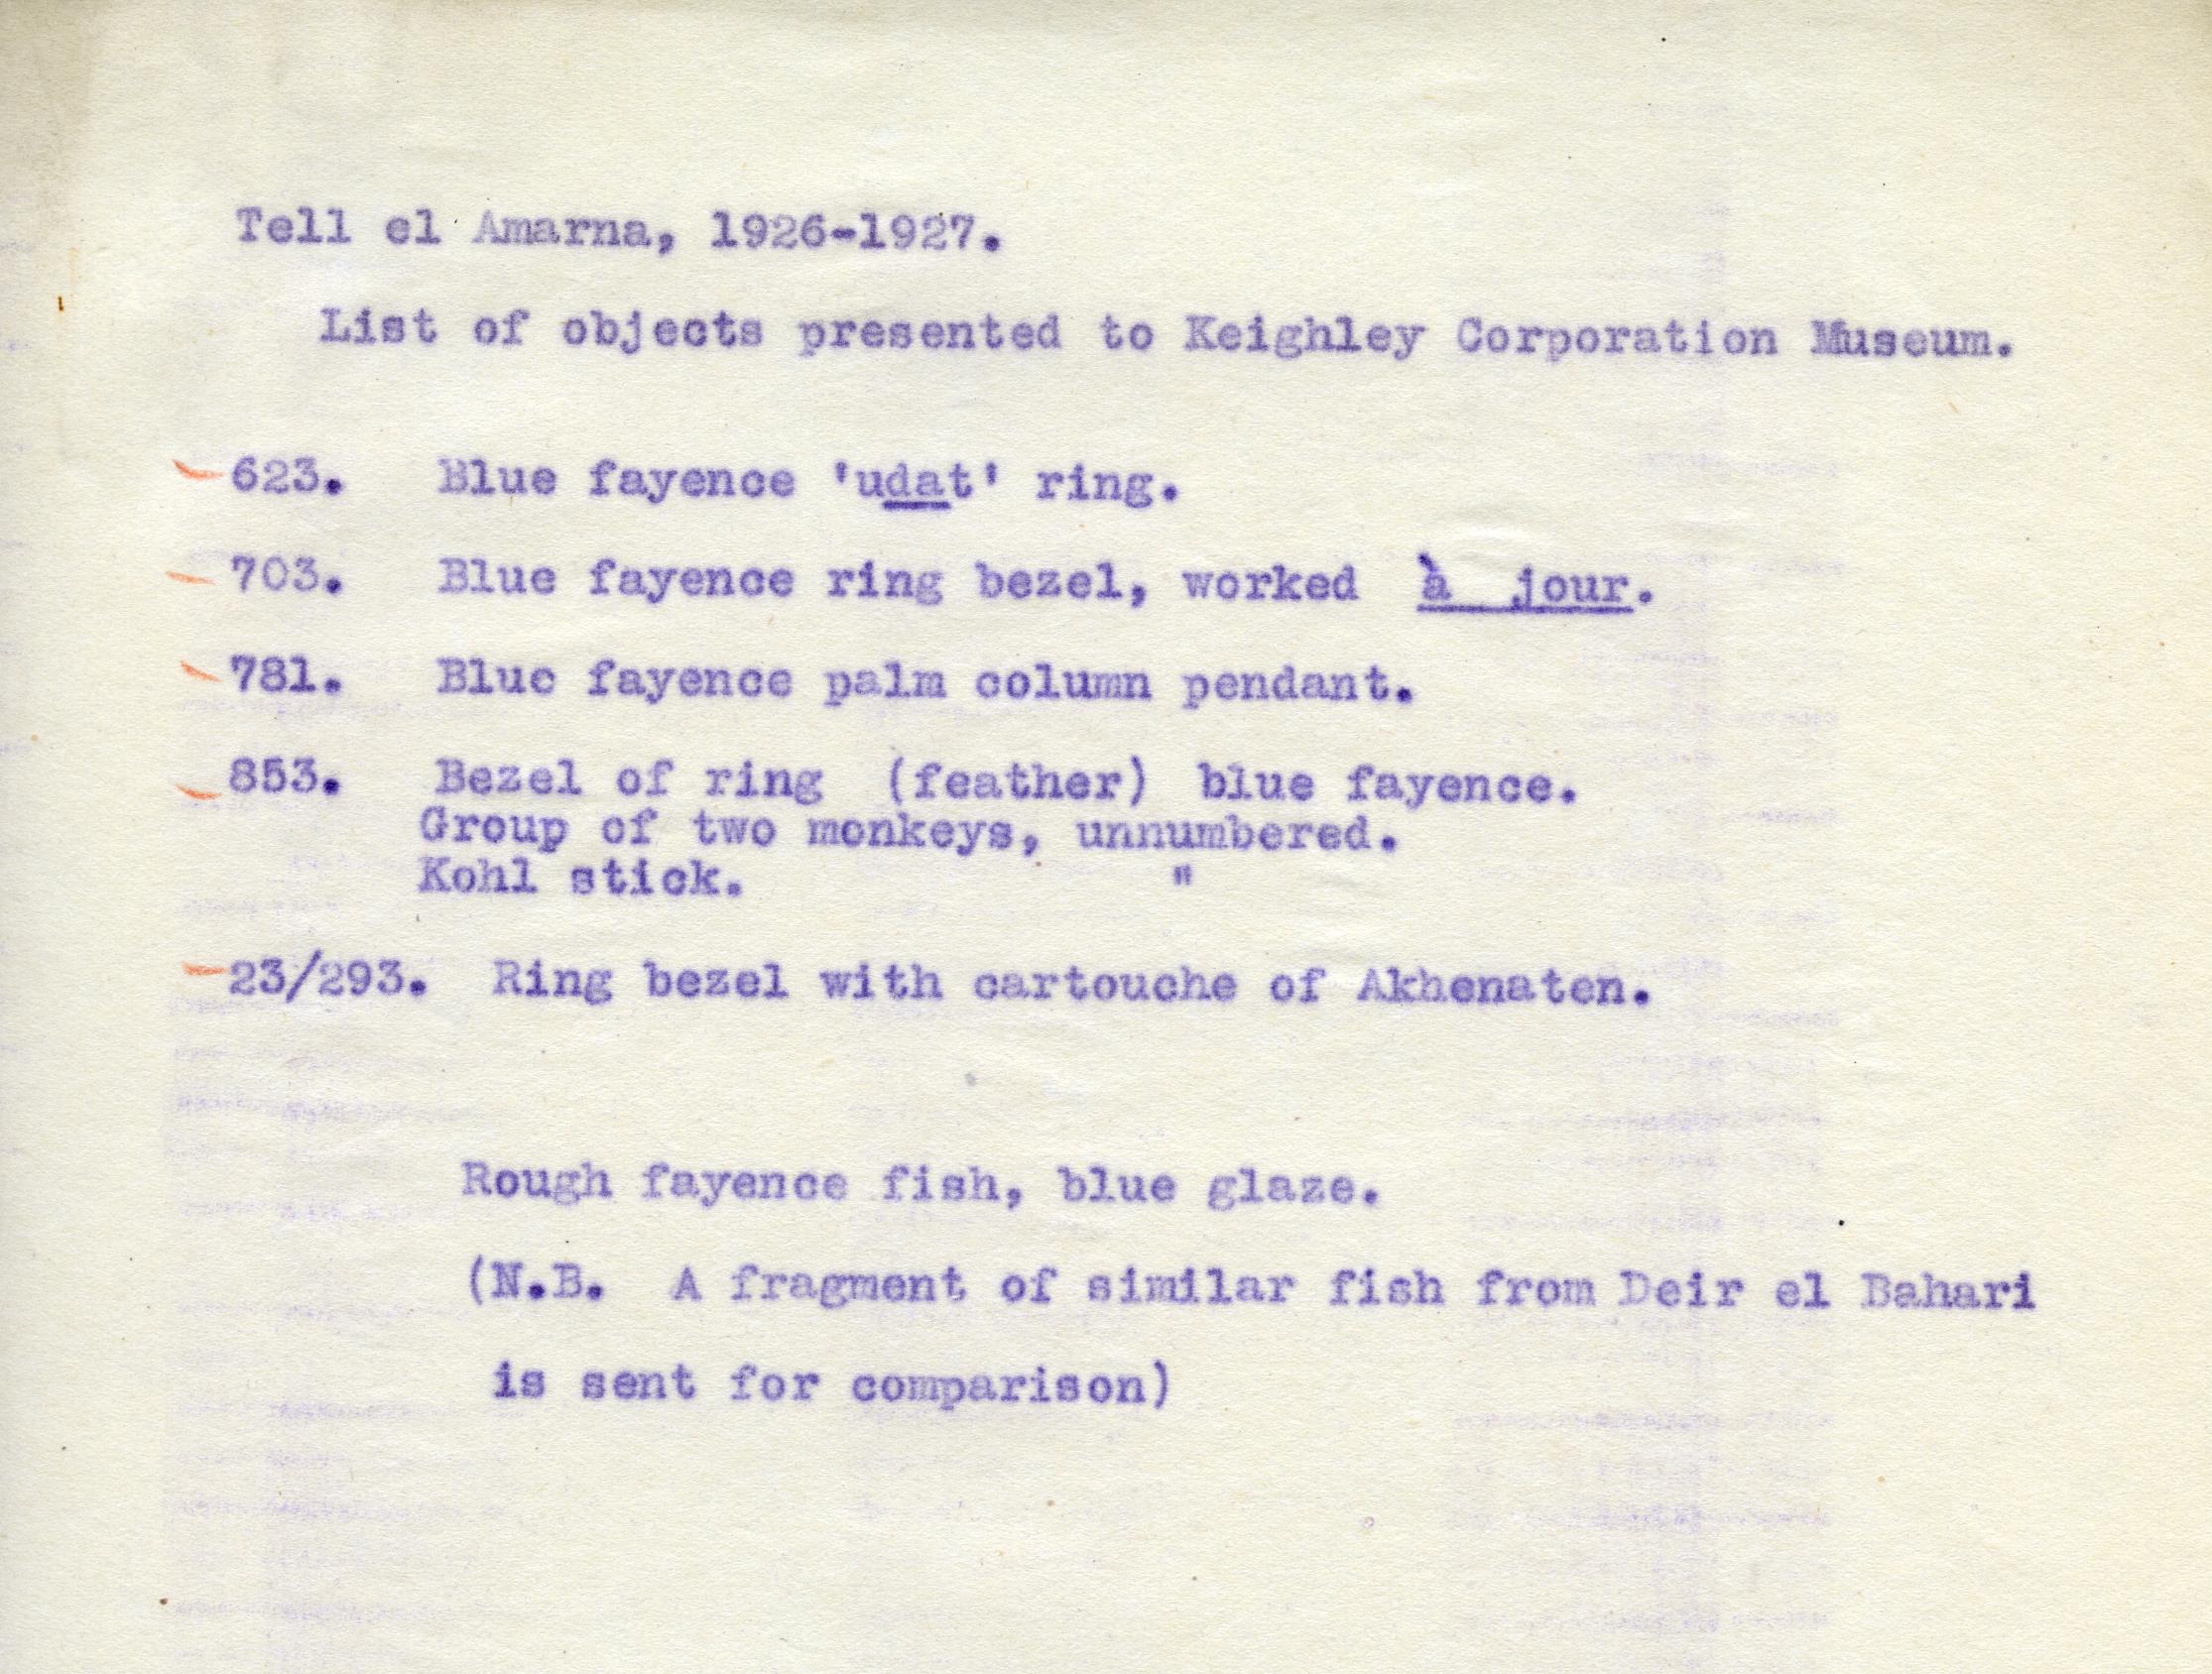 Tell el Amarna, 1926-1927.
List of objects presented to Keighley Corporation Museum.
623. Blue fayence 'udat' ring.
703. Blue fayence ring bezel, worked à jour.
781. Blue fayence palm column pendant.
853. Bezel of ring (feather) blue fayence.
Group of two monkeys, unnumbered.
Kohl stick. "
23/293. Ring bezel with cartouche of Akhenaten.
Rough fayence fish, blue glaze.
(N.B. A fragment of similar fish from Deir el Bahari
is sent for comparison)